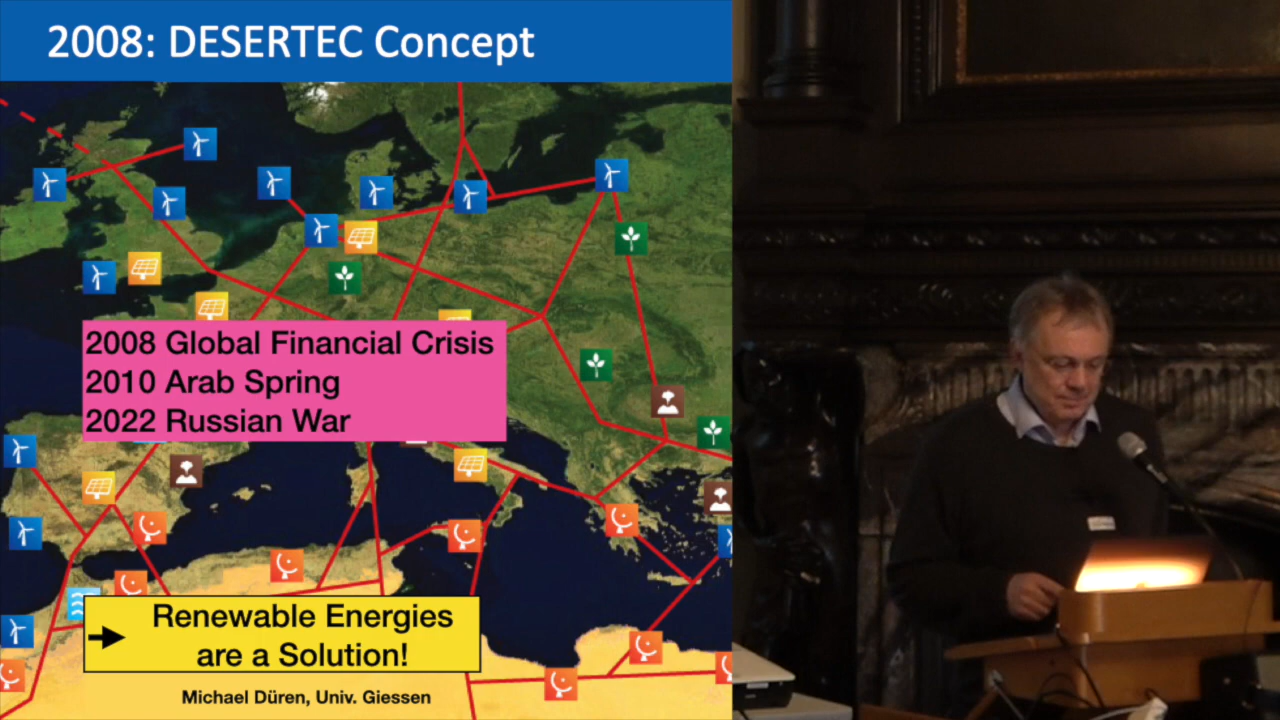 2008: DESERTEC Concept
2008 Global Financial Crisis
2010 Arab Spring
2022 Russian War
Renewable Energies
are a Solution!
Michael Düren, Univ. Giessen